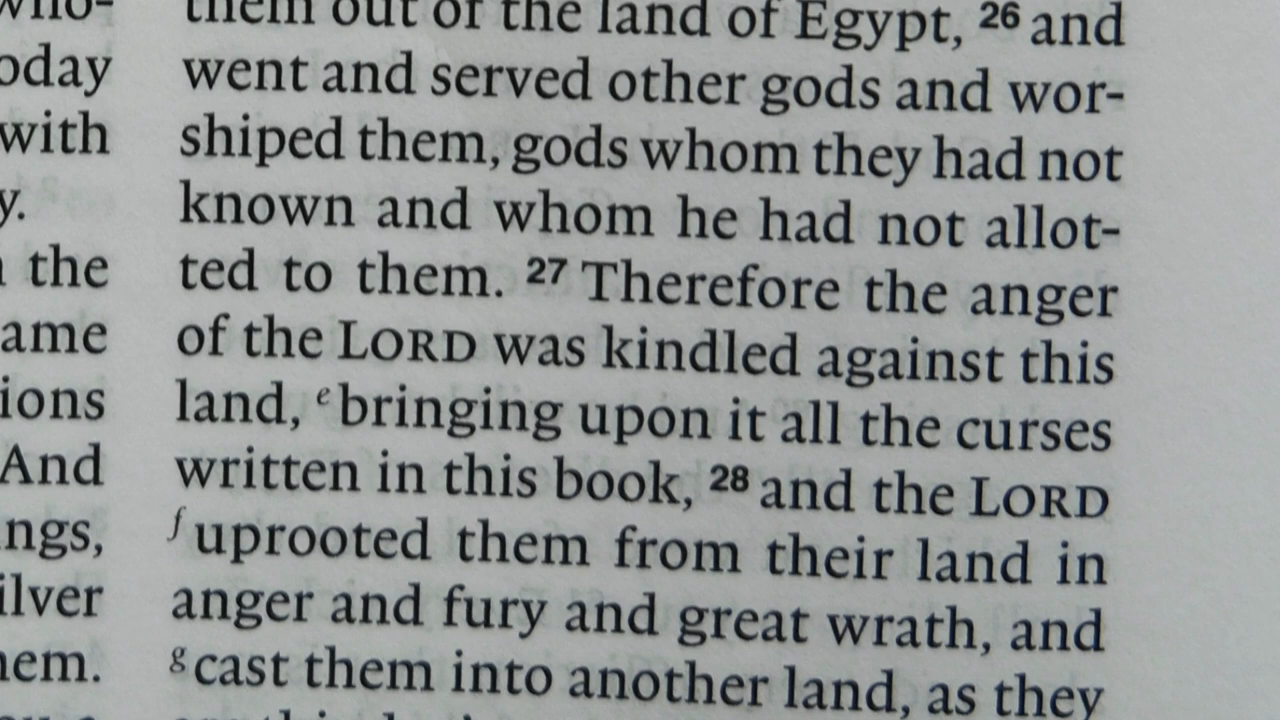 oday
with
y.
the
ame
ions
And
ngs,
ilver
em.
them out of the land of Egypt, 26 and
went and served other gods and wor-
shiped them, gods whom they had not
known and whom he had not allot-
ted to them. 27 Therefore the anger
of the LORD was kindled against this
land, e bringing upon it all the curses
written in this book, 28 and the LORD
f uprooted them from their land in
anger and fury and great wrath, and
g cast them into another land, as they